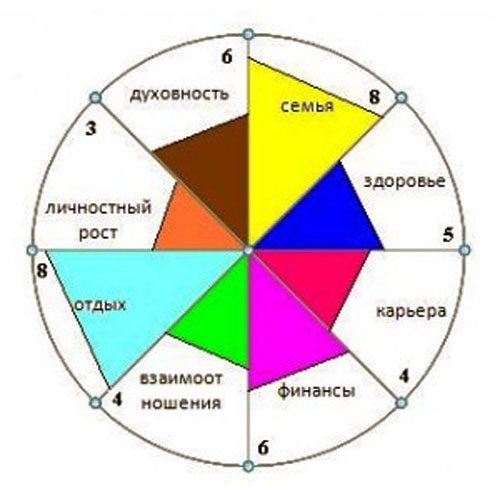 6
духовность
семья
8
3
здоровье
личностный
рост
5
8
отдых
карьера
взаимоот
ношения
финансы
4
4
6